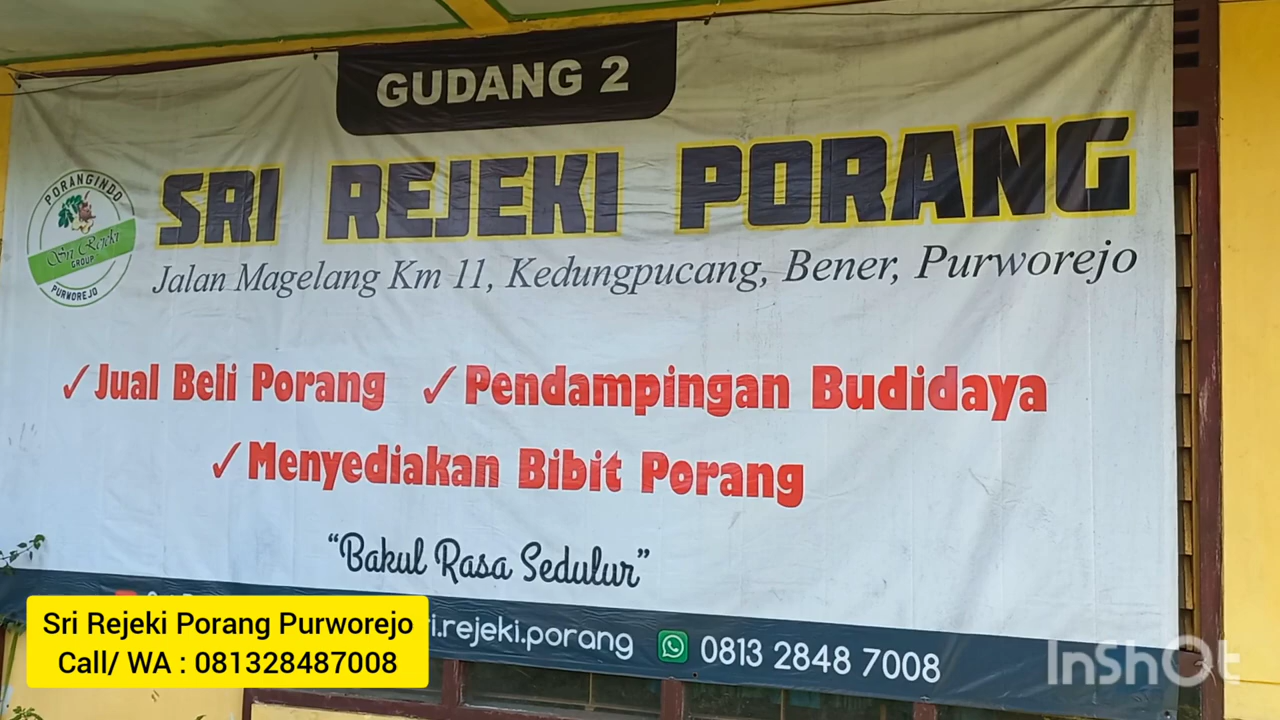 GUDANG 2
SRI REJEKI PORANG
Jalan Magelang Km 11, Kedungpucang, Bener, Purworejo
PORANGINDO
Sri Rejeki
GROUP
PURWOREJO
✓Jual Beli Porang ✓Pendampingan Budidaya
✓Menyediakan Bibit Porang
"Bakul Rasa Sedulur"
ri.rejeki.porang 0813 2848 7008
Sri Rejeki Porang Purworejo
Call/ WA : 081328487008
InShOt